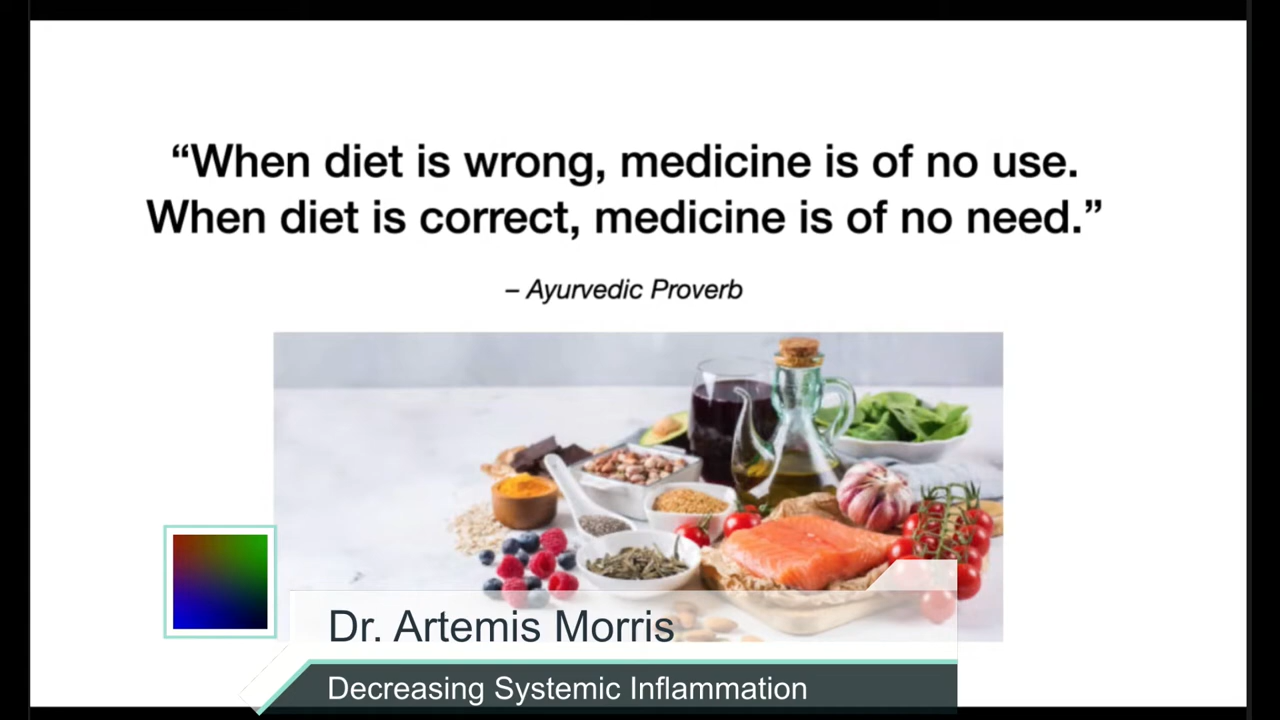 “When diet is wrong, medicine is of no use.
When diet is correct, medicine is of no need.”
– Ayurvedic Proverb
Dr. Artemis Morris
Decreasing Systemic Inflammation